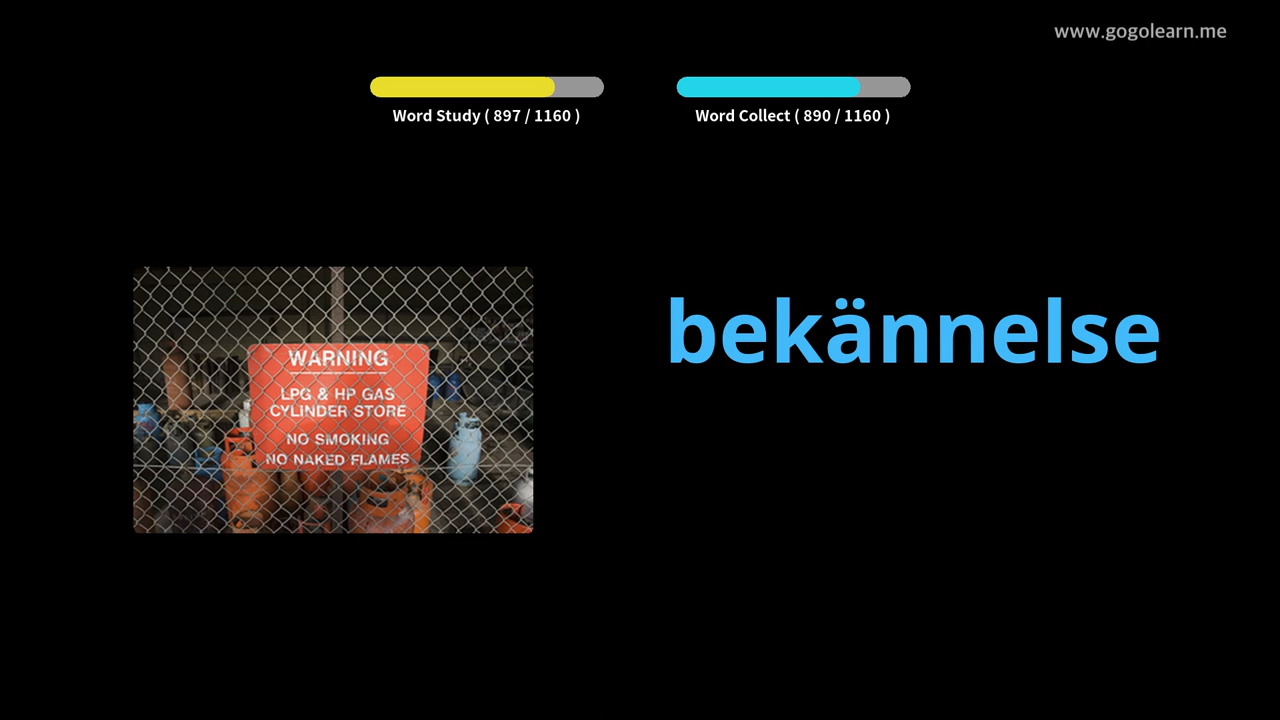 www.gogolearn.me
Word Study ( 897 / 1160 )
Word Collect ( 890 / 1160 )
bekännelse
WARNING
LPG & HP GAS
CYLINDER STORE
NO SMOKING
NO NAKED FLAMES